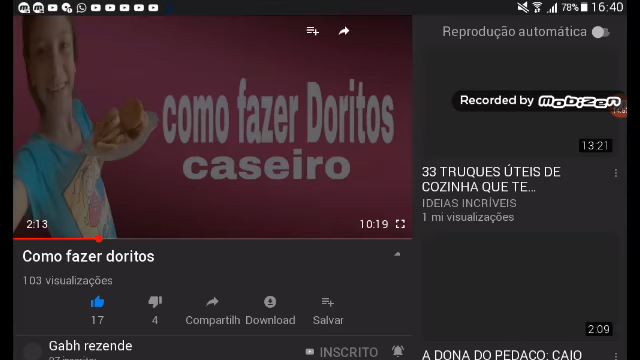 78% 16:40
Reprodução automática
como fazer Doritos
caseiro
Recorded by MOBIZEN
13:21
2:13
10:19
33 TRUQUES ÚTEIS DE
COZINHA QUE TE...
IDEIAS INCRÍVEIS
1 mi visualizações
Como fazer doritos
103 visualizações
17
4
Compartilh
Download
Salvar
2:09
Gabh rezende
INSCRITO
A DONA DO PEDAÇO: CAIO